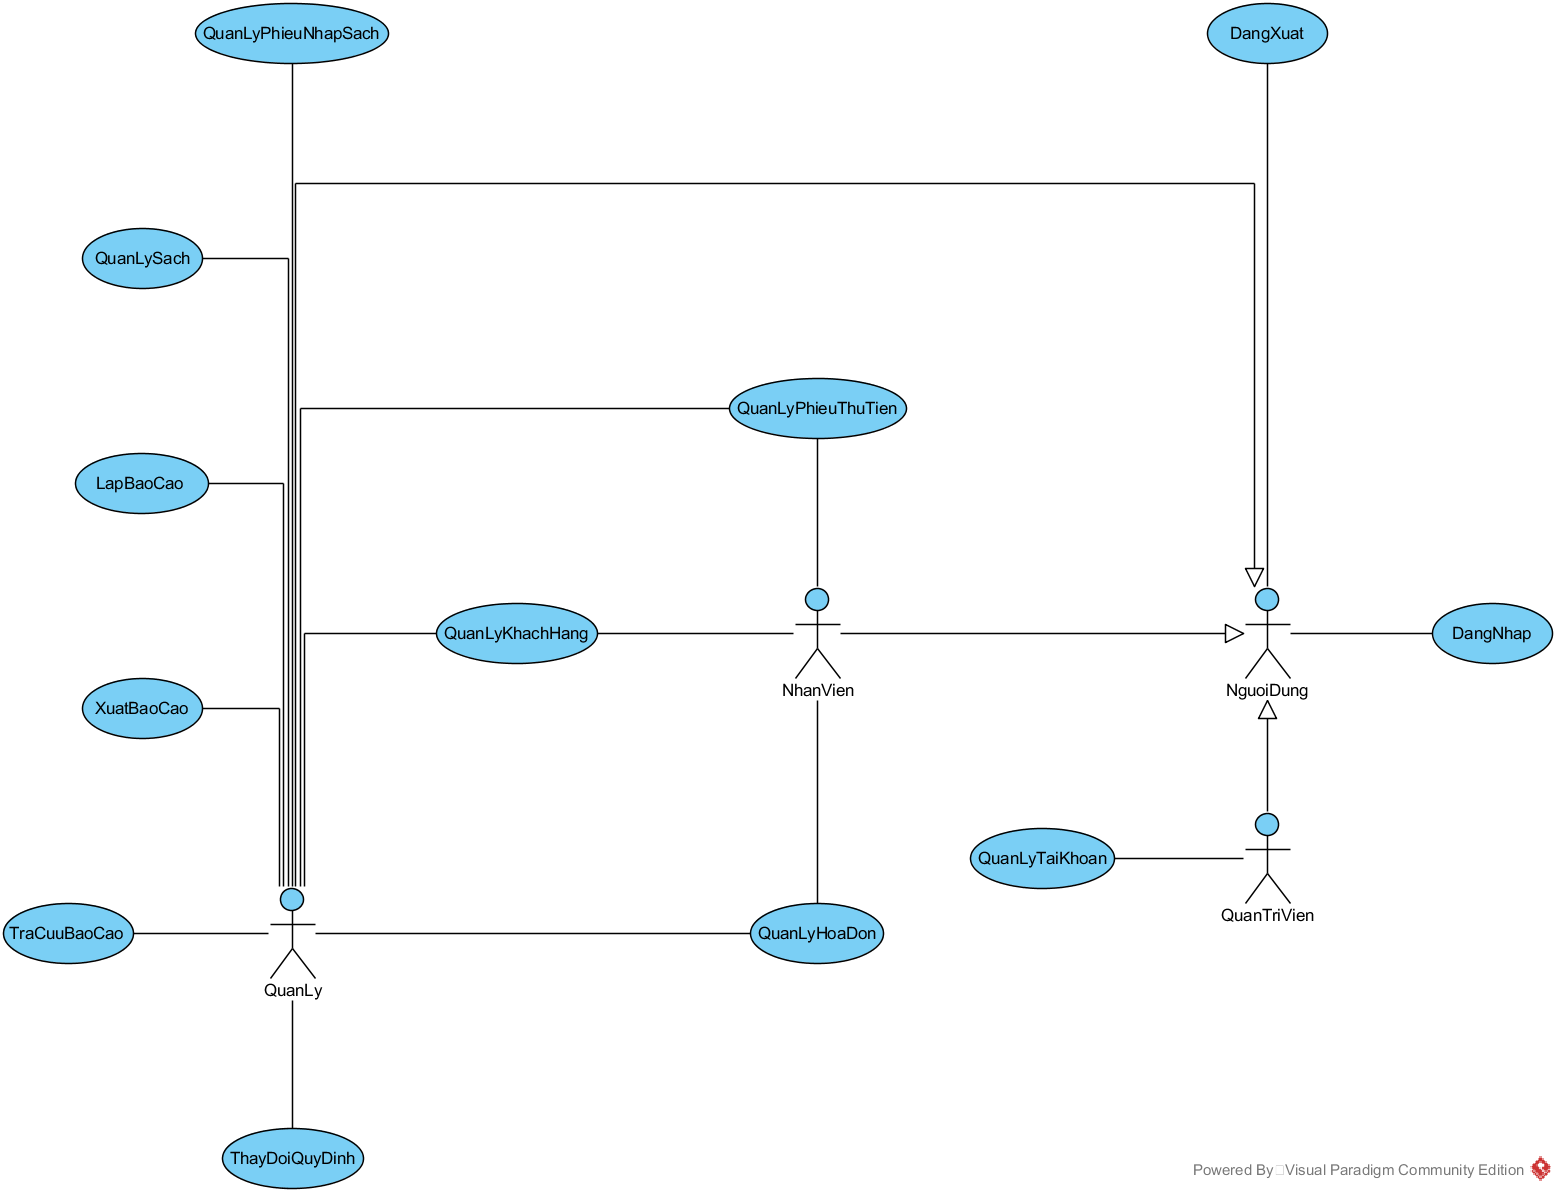 QuanLyPhieuNhapSach
DangXuat
QuanLySach
QuanLyPhieuThuTien
LapBaoCao
QuanLyKhachHang
DangNhap
NhanVien
NguoiDung
XuatBaoCao
QuanLyTaiKhoan
QuanTriVien
TraCuuBaoCao
QuanLyHoaDon
QuanLy
ThayDoiQuyDinh
Powered By Visual Paradigm Community Edition